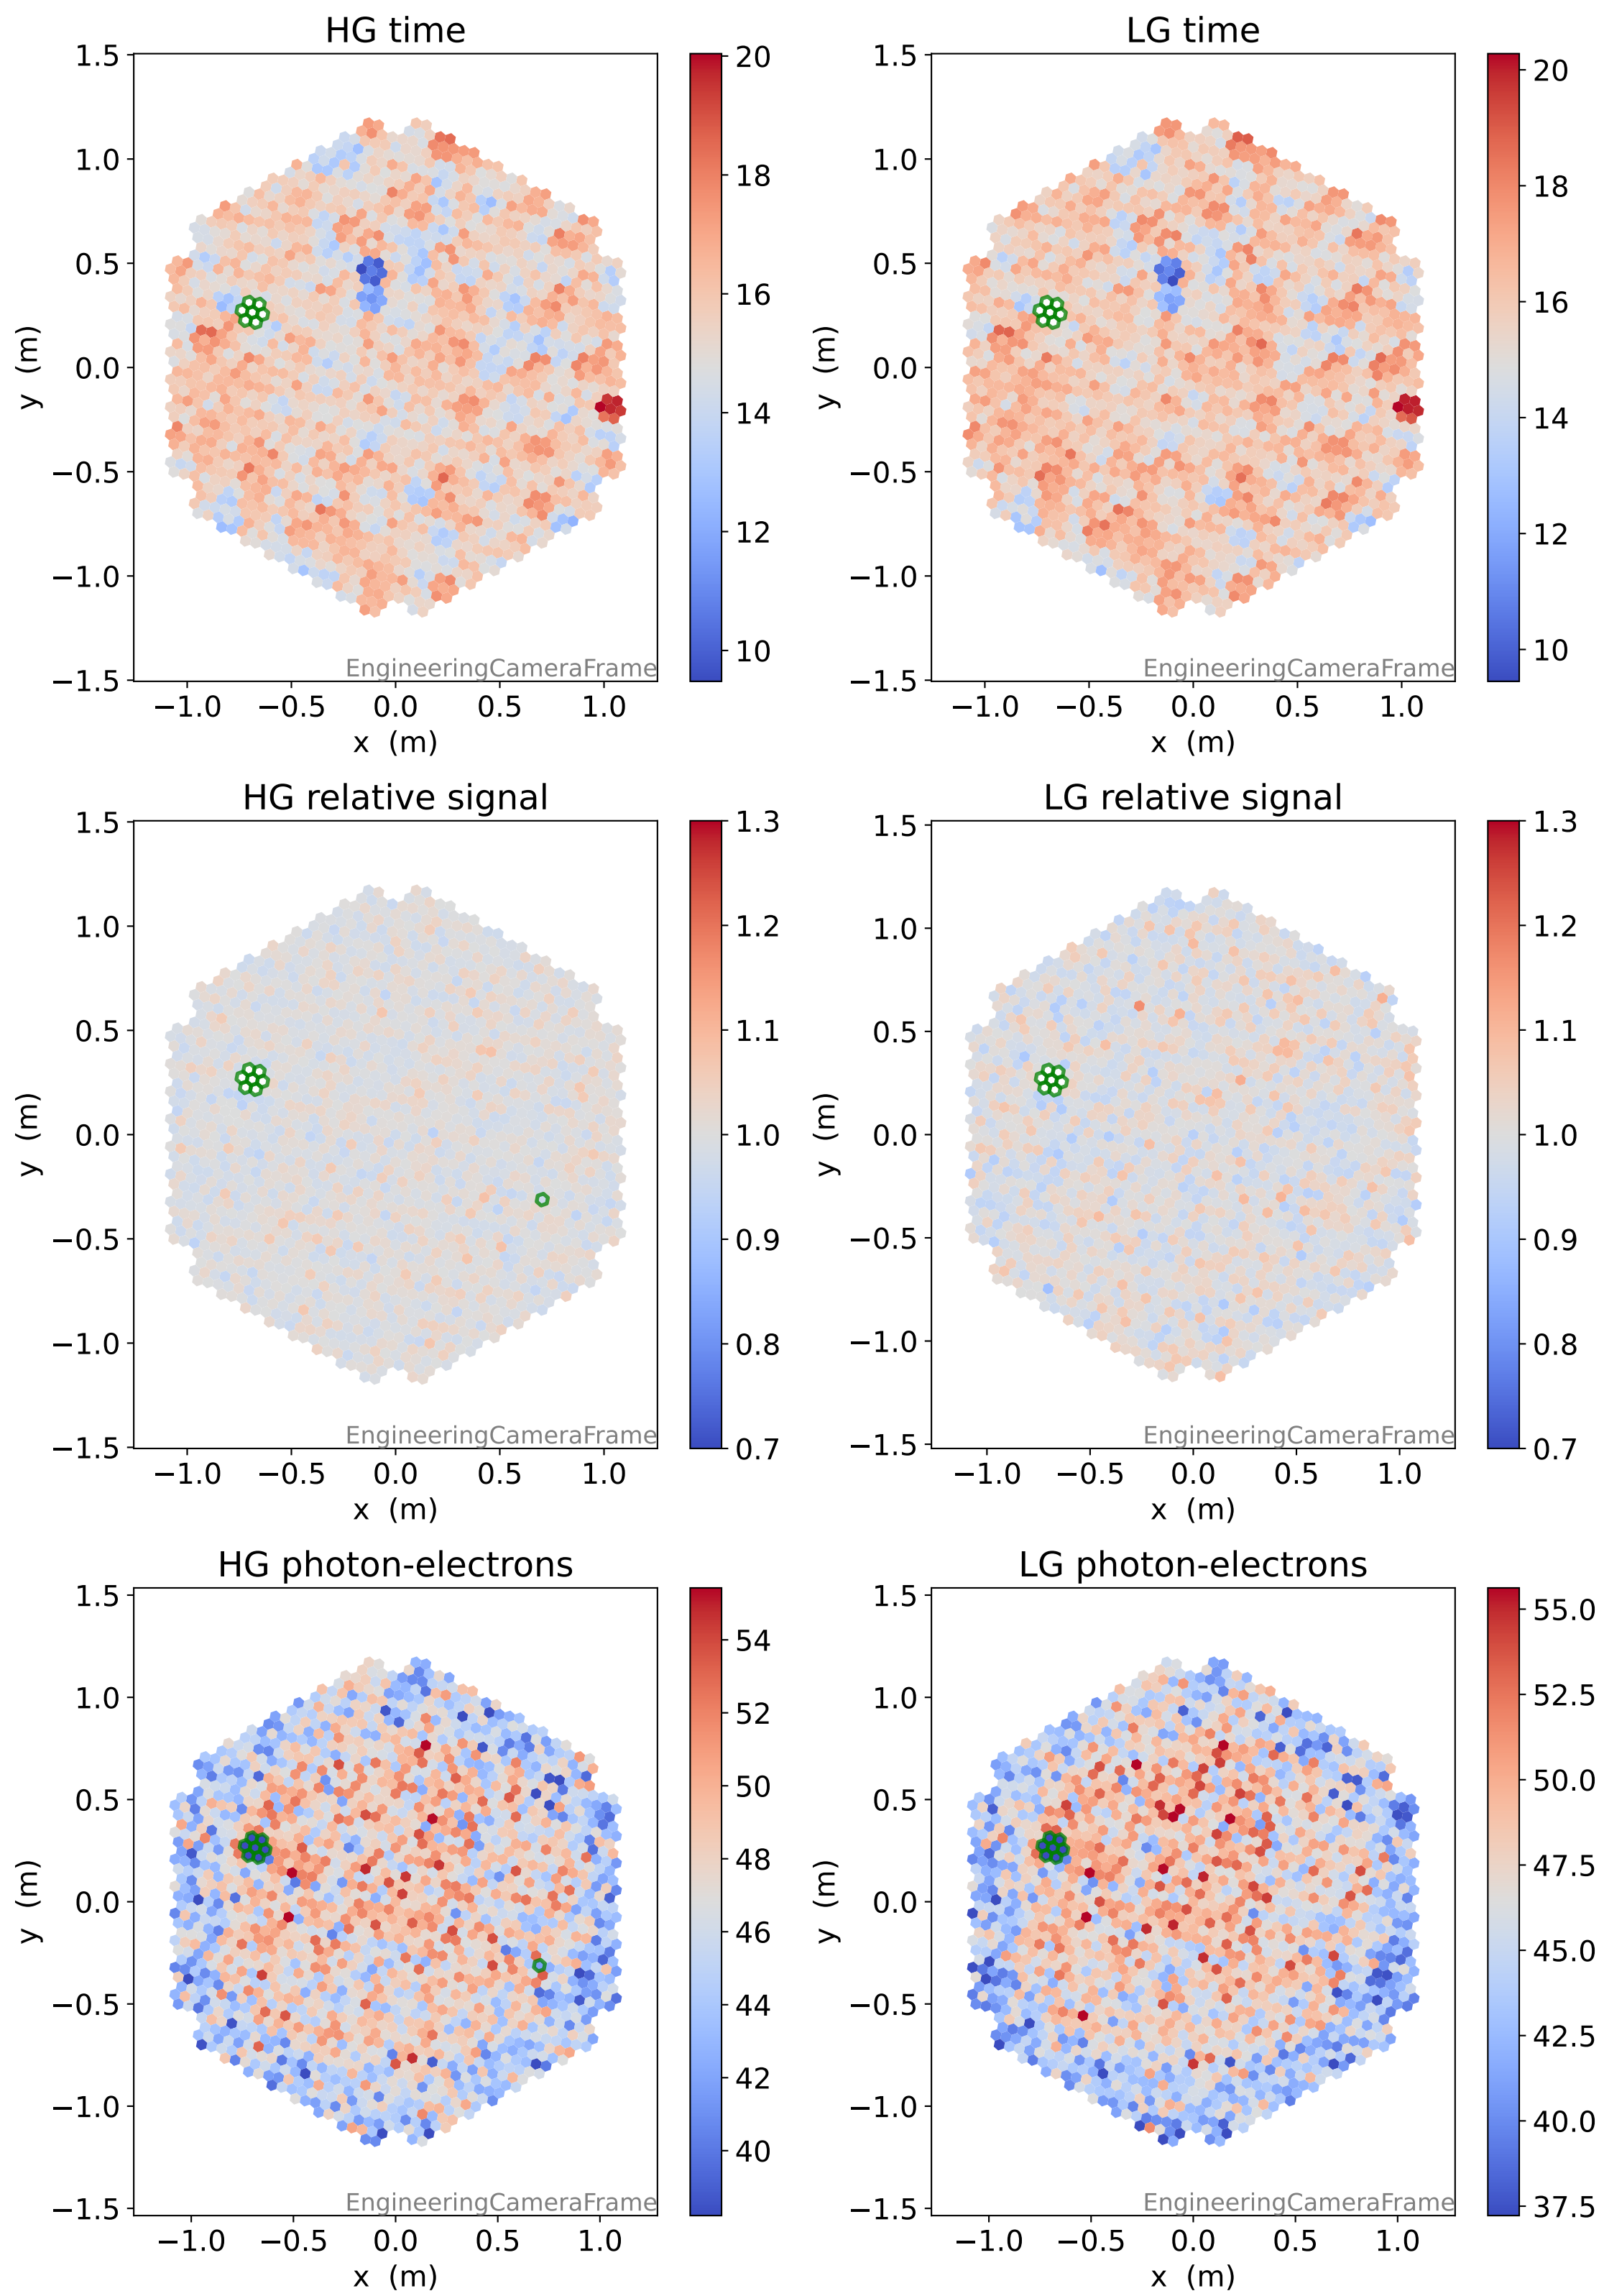 HG time
1.5
1.0
0.5
0.0
−0.5
−1.0
−1.5
y (m)
−1.0 −0.5 0.0 0.5 1.0
x (m)
EngineeringCameraFrame
20
18
16
14
12
10
LG time
1.5
1.0
0.5
0.0
−0.5
−1.0
−1.5
y (m)
−1.0 −0.5 0.0 0.5 1.0
x (m)
EngineeringCameraFrame
20
18
16
14
12
10
HG relative signal
1.5
1.0
0.5
0.0
−0.5
−1.0
−1.5
y (m)
−1.0 −0.5 0.0 0.5 1.0
x (m)
EngineeringCameraFrame
1.3
1.2
1.1
1.0
0.9
0.8
0.7
LG relative signal
1.5
1.0
0.5
0.0
−0.5
−1.0
−1.5
y (m)
−1.0 −0.5 0.0 0.5 1.0
x (m)
EngineeringCameraFrame
1.3
1.2
1.1
1.0
0.9
0.8
0.7
HG photon-electrons
1.5
1.0
0.5
0.0
−0.5
−1.0
−1.5
y (m)
−1.0 −0.5 0.0 0.5 1.0
x (m)
EngineeringCameraFrame
54
52
50
48
46
44
42
40
LG photon-electrons
1.5
1.0
0.5
0.0
−0.5
−1.0
−1.5
y (m)
−1.0 −0.5 0.0 0.5 1.0
x (m)
EngineeringCameraFrame
55.0
52.5
50.0
47.5
45.0
42.5
40.0
37.5